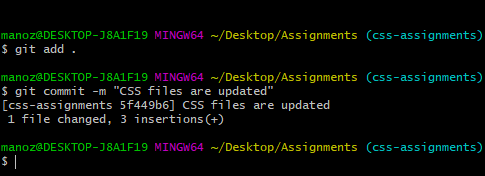 manoz@DESKTOP-J8A1F19 MINGW64 ~/Desktop/Assignments (css-assignments)
$ git add .
manoz@DESKTOP-J8A1F19 MINGW64 ~/Desktop/Assignments (css-assignments)
$ git commit -m "CSS files are updated"
[css-assignments 5f449b6] CSS files are updated
 1 file changed, 3 insertions(+)
manoz@DESKTOP-J8A1F19 MINGW64 ~/Desktop/Assignments (css-assignments)
$